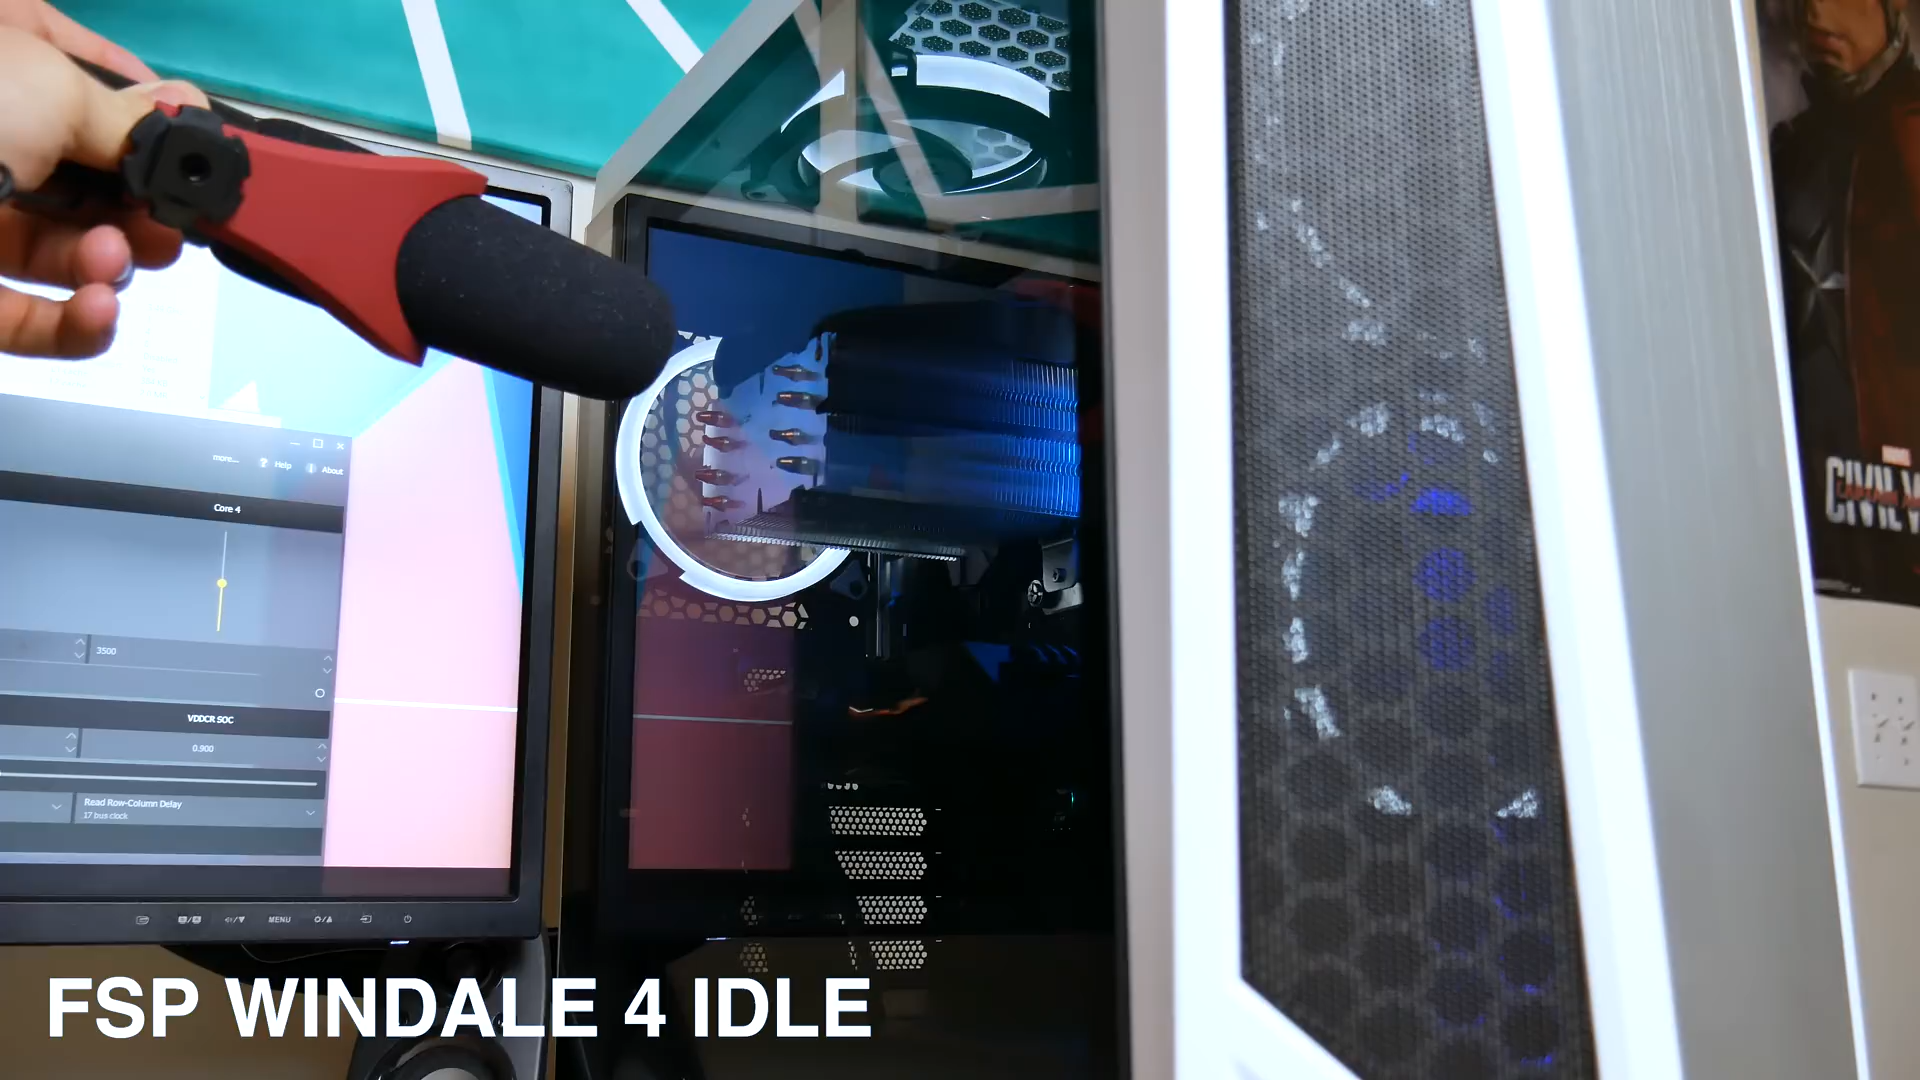 more...
Help
About
Core 4
3500
VDDCR SOC
0.900
Read Row-Column Delay
17 bus clock
MENU
MARVEL
CIVIL W
FSP WINDALE 4 IDLE